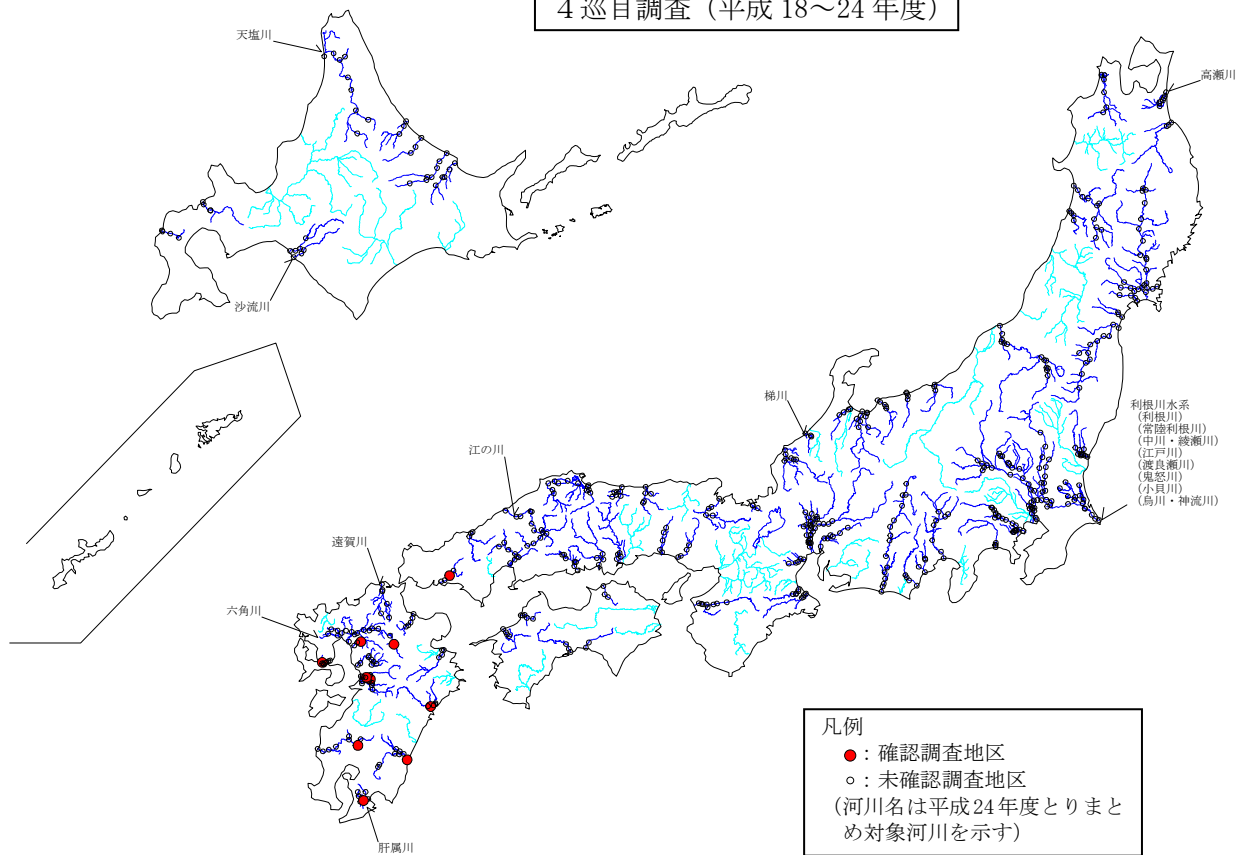 4巡目調査（平成 18～24 年度）
天塩川
高瀬川
沙流川
梯川
利根川水系
(利根川)
(常陸利根川)
(中川・綾瀬川)
(江戸川)
(渡良瀬川)
(鬼怒川)
(小貝川)
(烏川・神流川)
江の川
遠賀川
六角川
肝属川
凡例
：確認調査地区
：未確認調査地区
(河川名は平成24年度とりまと
め対象河川を示す)